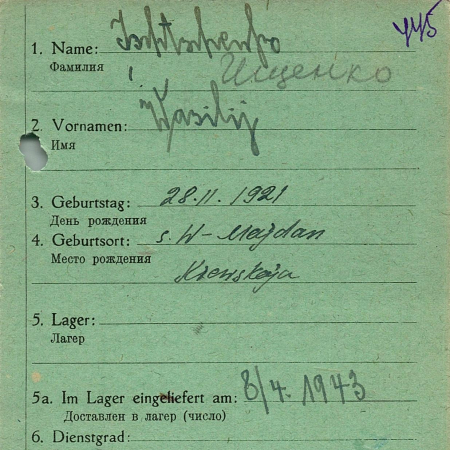 445
1. Name: Ischtschenko
Фамилия
Ищенко
2. Vornamen: Wasilij
Имя
3. Geburtstag: 28.11.1921
День рождения
4. Geburtsort: s. W-Majdan
Место рождения
Kiewskaja
5. Lager:
Лагерь
5a. Im Lager eingeliefert am: 8/4. 1943
Доставлен в лагерь (число)
6. Dienstgrad: